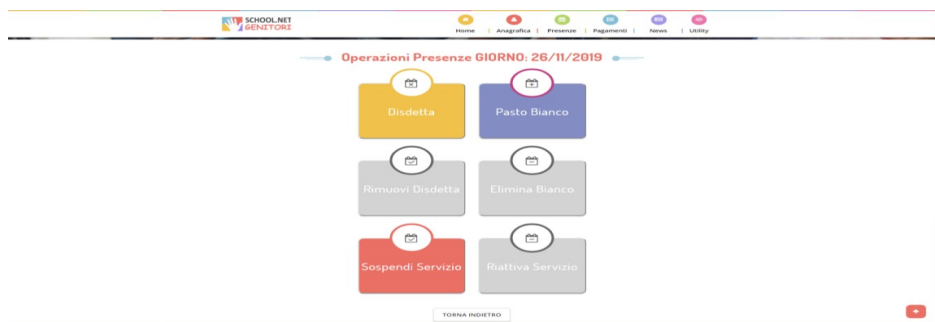 SCHOOL.NET
GENITORI
Home | Anagrafica | Presenze | Pagamenti | News | Utility
Operazioni Presenze GIORNO: 26/11/2019
Disdetta
Pasto Bianco
Rimuovi Disdetta
Elimina Bianco
Sospendi Servizio
Riattiva Servizio
TORNA INDIETRO